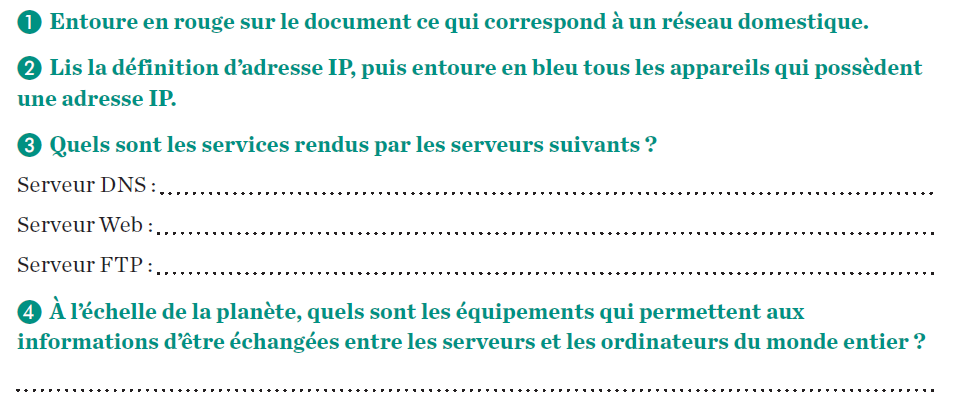 1 Entoure en rouge sur le document ce qui correspond à un réseau domestique.
2 Lis la définition d’adresse IP, puis entoure en bleu tous les appareils qui possèdent
une adresse IP.
3 Quels sont les services rendus par les serveurs suivants ?
Serveur DNS :
Serveur Web :
Serveur FTP :
4 À l’échelle de la planète, quels sont les équipements qui permettent aux
informations d’être échangées entre les serveurs et les ordinateurs du monde entier ?